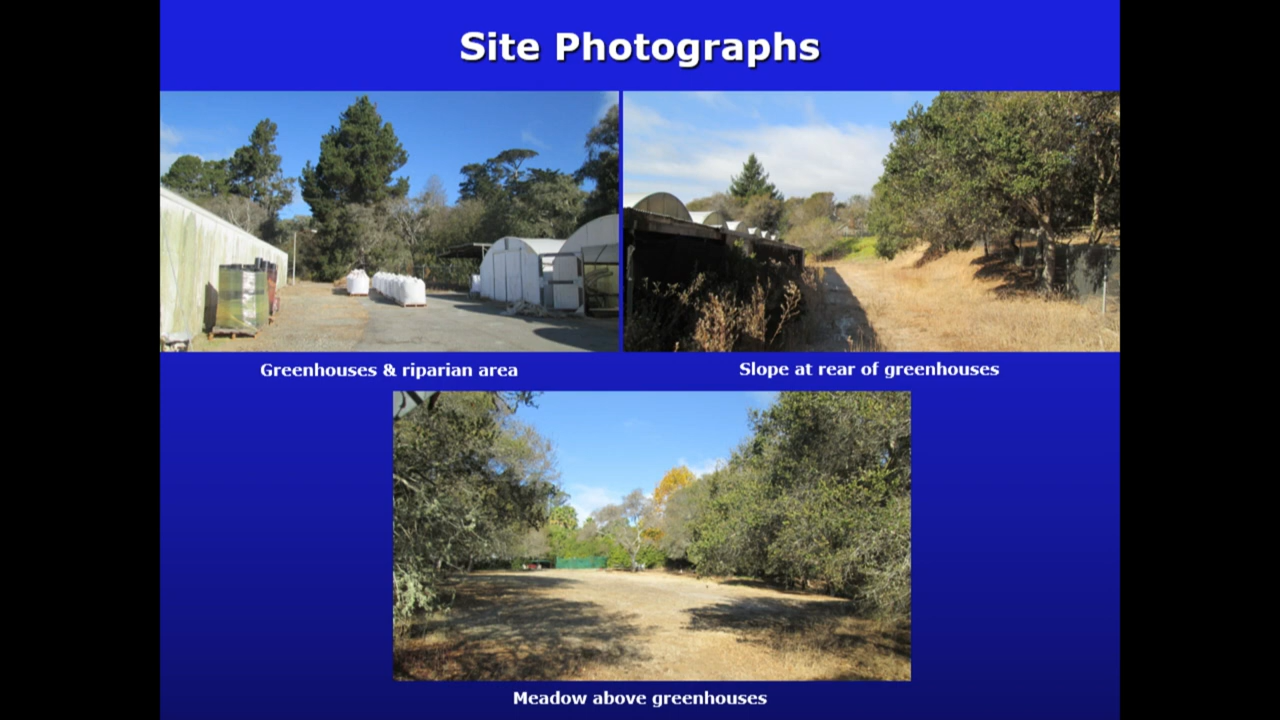 Site Photographs
Greenhouses & riparian area
Slope at rear of greenhouses
Meadow above greenhouses